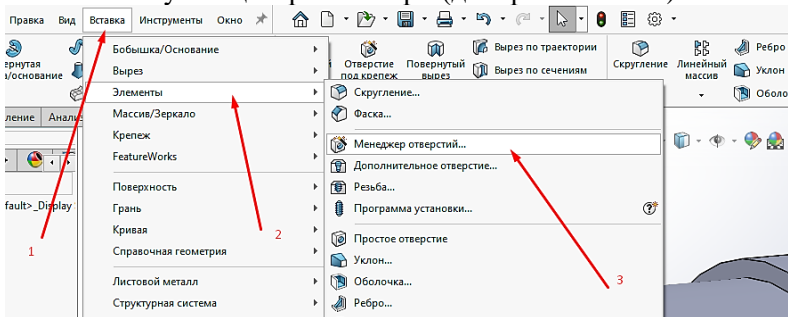 Правка Вид Вставка Инструменты Окно
Бобышка/Основание
Вырез
Элементы
Массив/Зеркало
Крепеж
FeatureWorks
Поверхность
Грань
Кривая
Справочная геометрия
Листовой металл
Структурная система
Отверстие под крепеж
Повернутый вырез
Вырез по траектории
Вырез по сечениям
Скругление
Линейный массив
Ребро
Уклон
Оболо
Скругление...
Фаска...
Менеджер отверстий...
Дополнительное отверстие...
Резьба...
Программа установки...
Простое отверстие
Уклон...
Оболочка...
Ребро...
ернутая
а/основание
ление Анали
fault>_Display
1
2
3